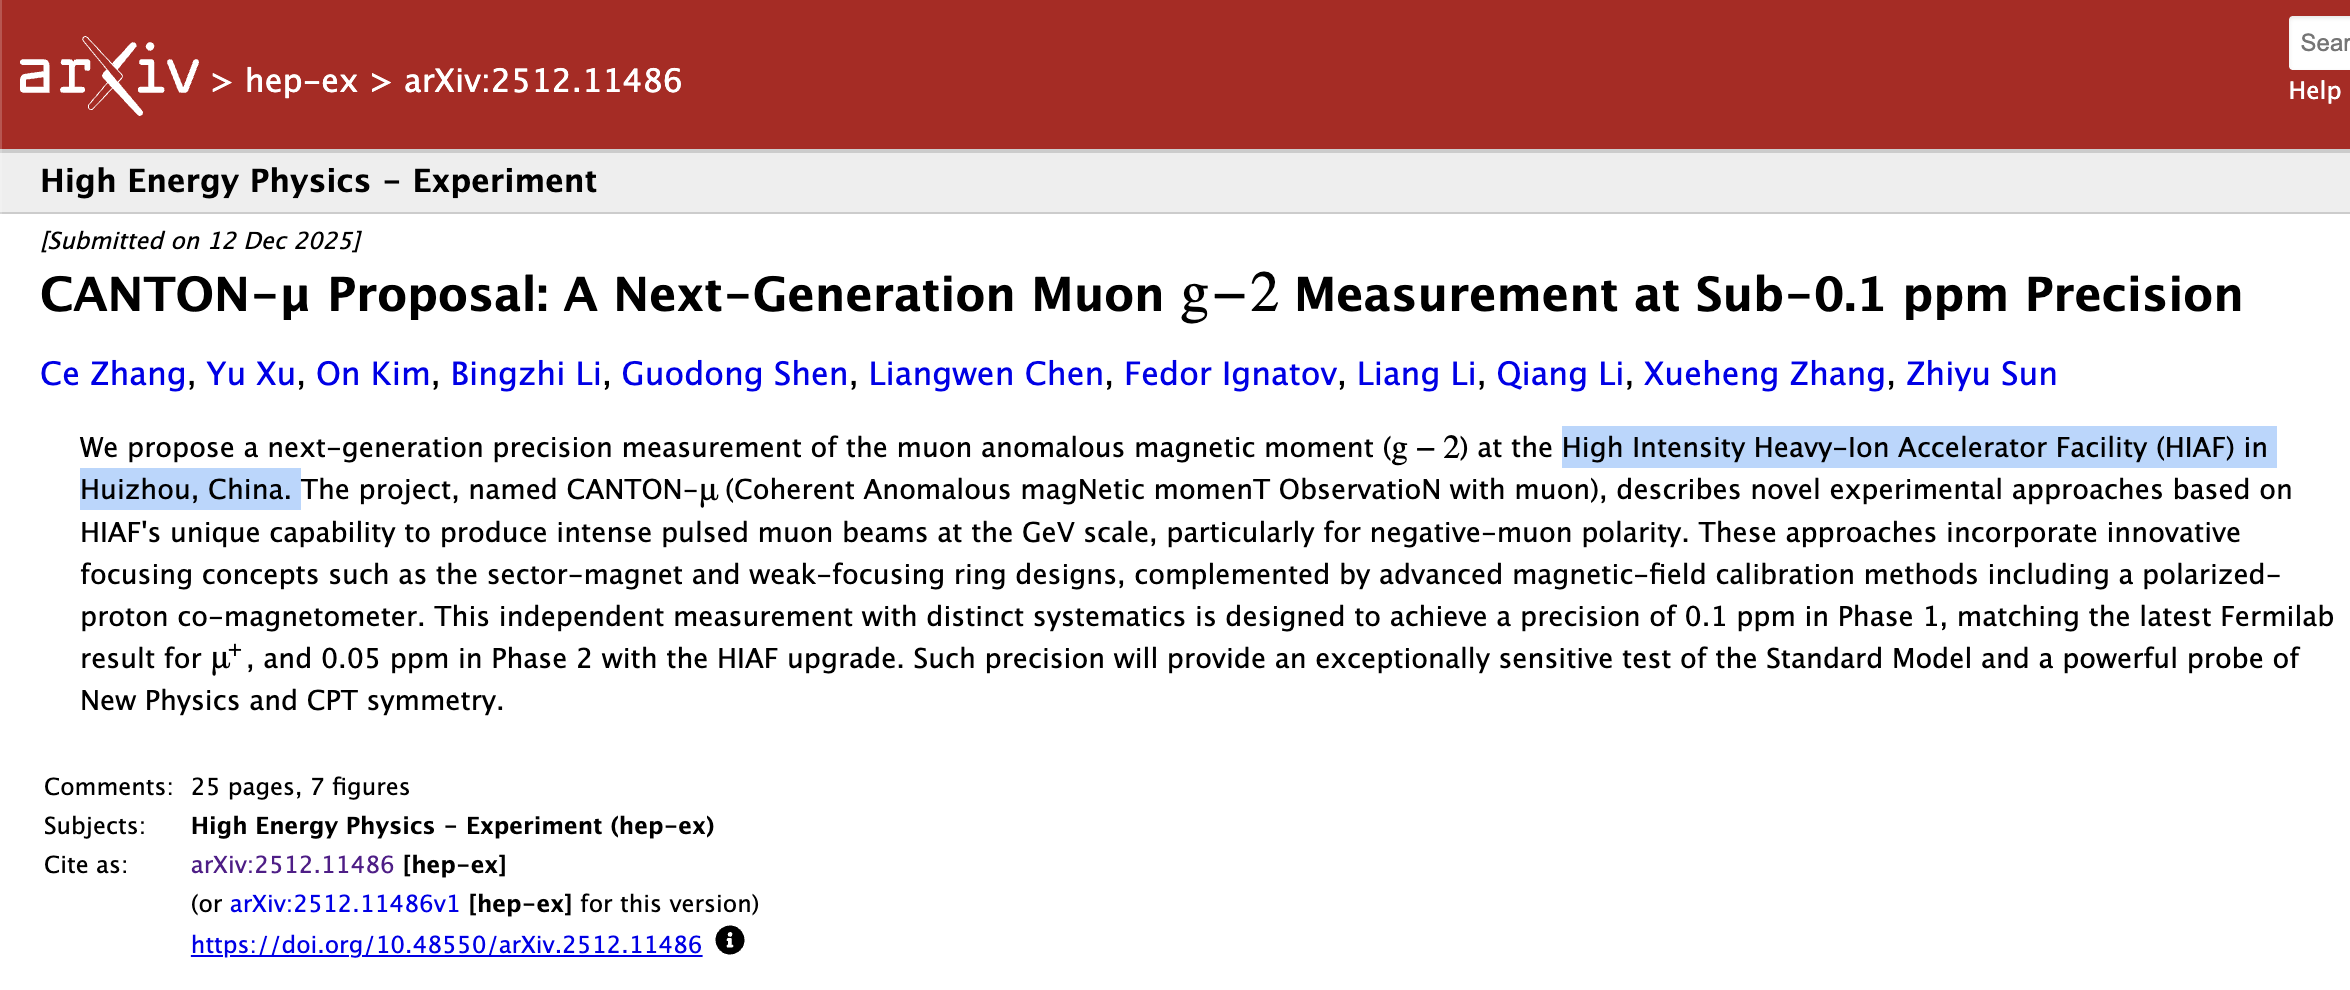 arXiv > hep-ex > arXiv:2512.11486
Sear
Help
High Energy Physics – Experiment
[Submitted on 12 Dec 2025]
CANTON-μ Proposal: A Next-Generation Muon g−2 Measurement at Sub-0.1 ppm Precision
Ce Zhang, Yu Xu, On Kim, Bingzhi Li, Guodong Shen, Liangwen Chen, Fedor Ignatov, Liang Li, Qiang Li, Xueheng Zhang, Zhiyu Sun
We propose a next-generation precision measurement of the muon anomalous magnetic moment (g − 2) at the High Intensity Heavy-Ion Accelerator Facility (HIAF) in
Huizhou, China. The project, named CANTON-μ (Coherent Anomalous magNetic momenT ObservatioN with muon), describes novel experimental approaches based on
HIAF's unique capability to produce intense pulsed muon beams at the GeV scale, particularly for negative-muon polarity. These approaches incorporate innovative
focusing concepts such as the sector-magnet and weak-focusing ring designs, complemented by advanced magnetic-field calibration methods including a polarized-
proton co-magnetometer. This independent measurement with distinct systematics is designed to achieve a precision of 0.1 ppm in Phase 1, matching the latest Fermilab
result for μ⁺, and 0.05 ppm in Phase 2 with the HIAF upgrade. Such precision will provide an exceptionally sensitive test of the Standard Model and a powerful probe of
New Physics and CPT symmetry.
Comments: 25 pages, 7 figures
Subjects: High Energy Physics – Experiment (hep-ex)
Cite as: arXiv:2512.11486 [hep-ex]
(or arXiv:2512.11486v1 [hep-ex] for this version)
https://doi.org/10.48550/arXiv.2512.11486